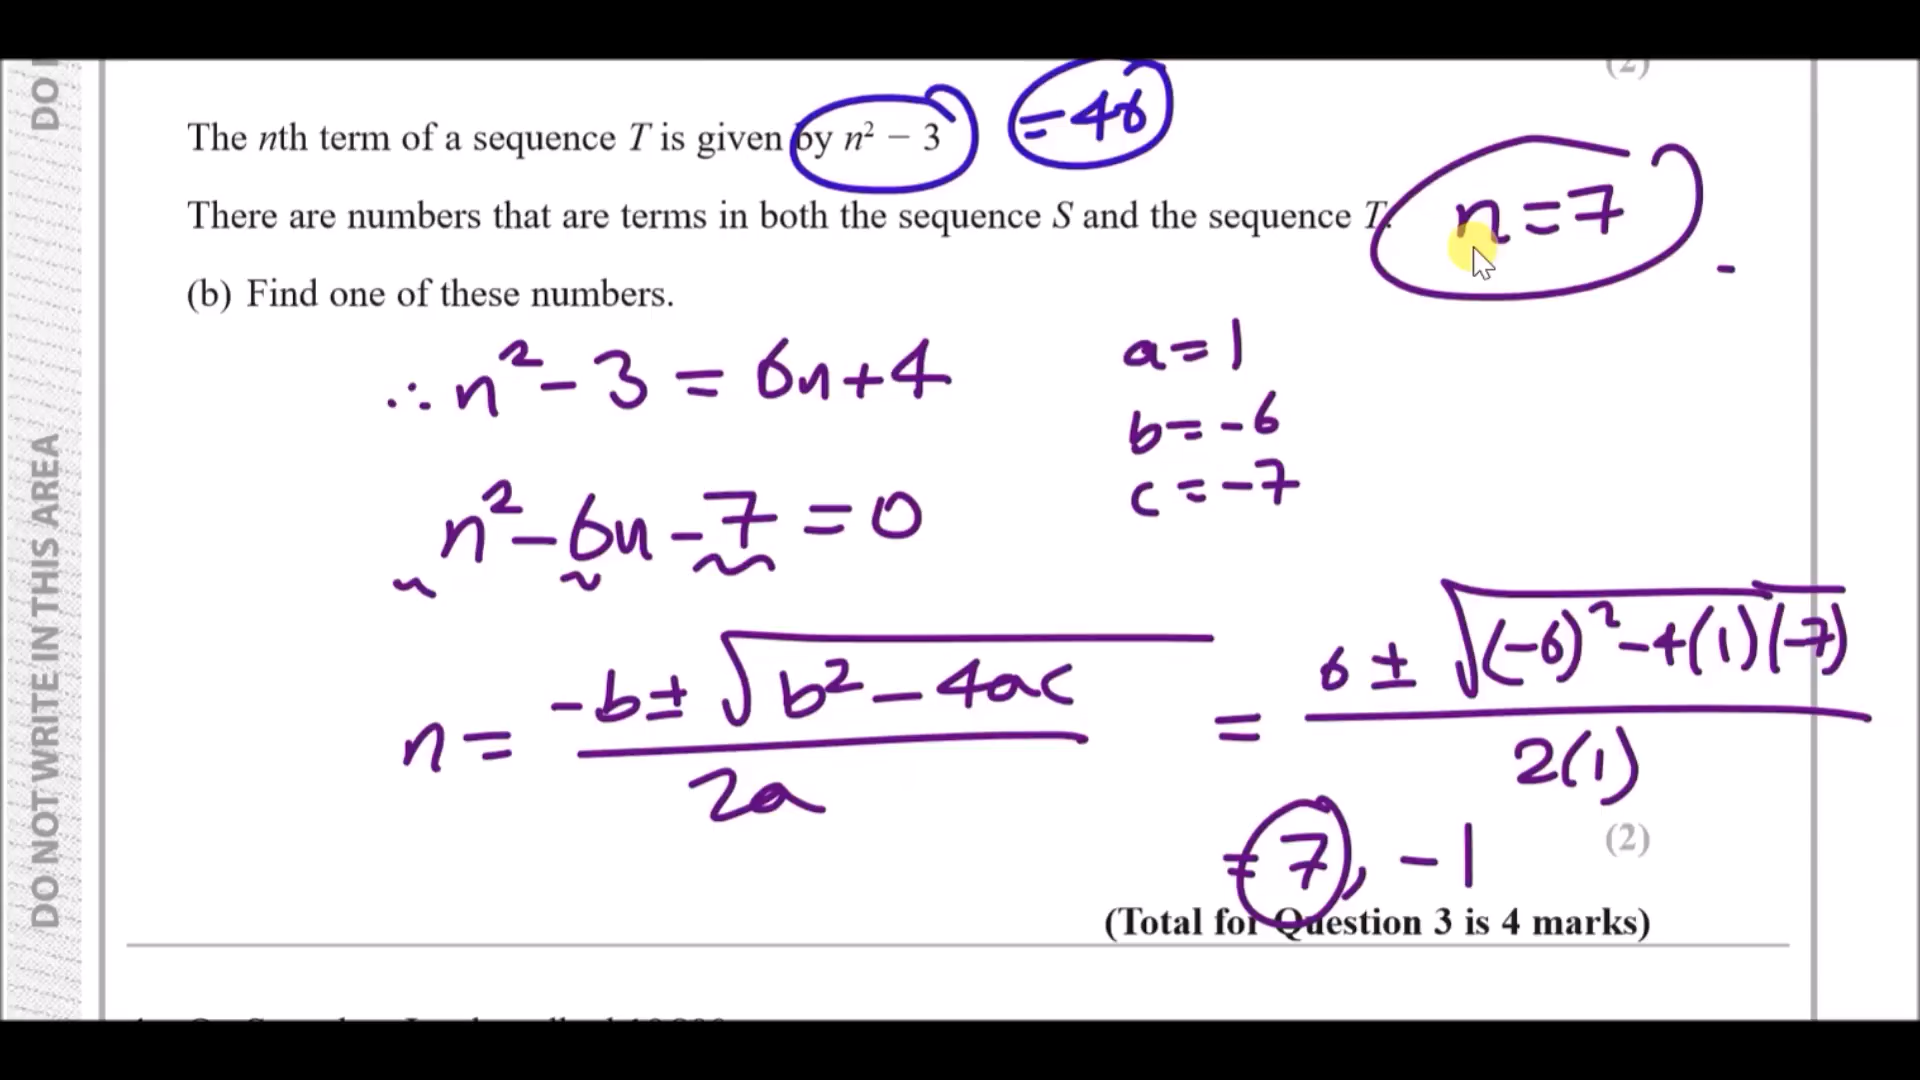 (2)
The nth term of a sequence T is given by n² − 3 = 46
There are numbers that are terms in both the sequence S and the sequence T.
n = 7
(b) Find one of these numbers.
∴ n² − 3 = 6n + 4
a = 1
b = −6
c = −7
n² − 6n − 7 = 0
n = (−b ± √(b² − 4ac)) / 2a = (6 ± √((−6)² − 4(1)(−7))) / 2(1)
= 7, −1
(2)
(Total for Question 3 is 4 marks)
DO NOT WRITE IN THIS AREA
DO